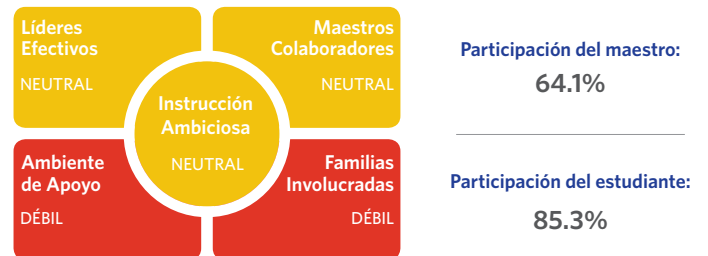 Líderes
Efectivos
NEUTRAL
Maestros
Colaboradores
NEUTRAL
Instrucción
Ambiciosa
NEUTRAL
Ambiente
de Apoyo
DÉBIL
Familias
Involucradas
DÉBIL
Participación del maestro:
64.1%
Participación del estudiante:
85.3%